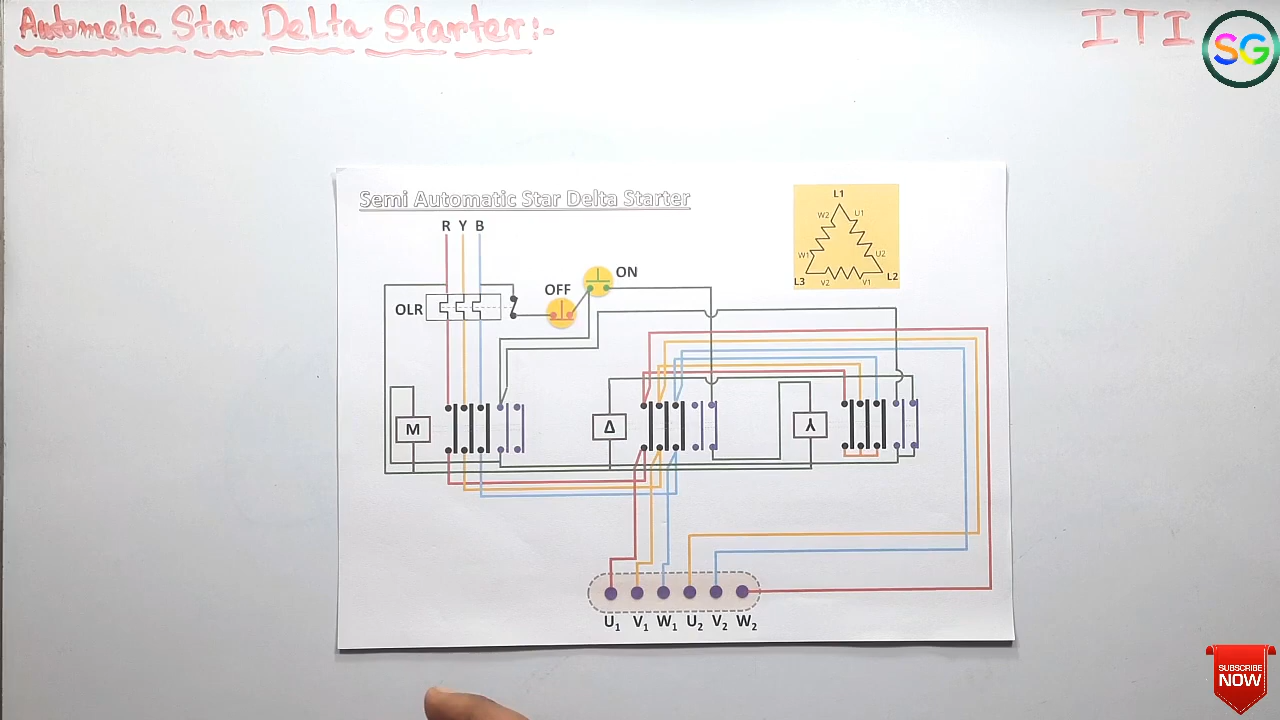 Autometic Star Delta Starter:-
ITI
SG
Semi Automatic Star Delta Starter
R Y B
OLR
OFF
ON
L1
W2 U1
W1 U2
L3 V2 V1 L2
M
Δ
⅄
U1 V1 W1 U2 V2 W2
SUBSCRIBE
NOW